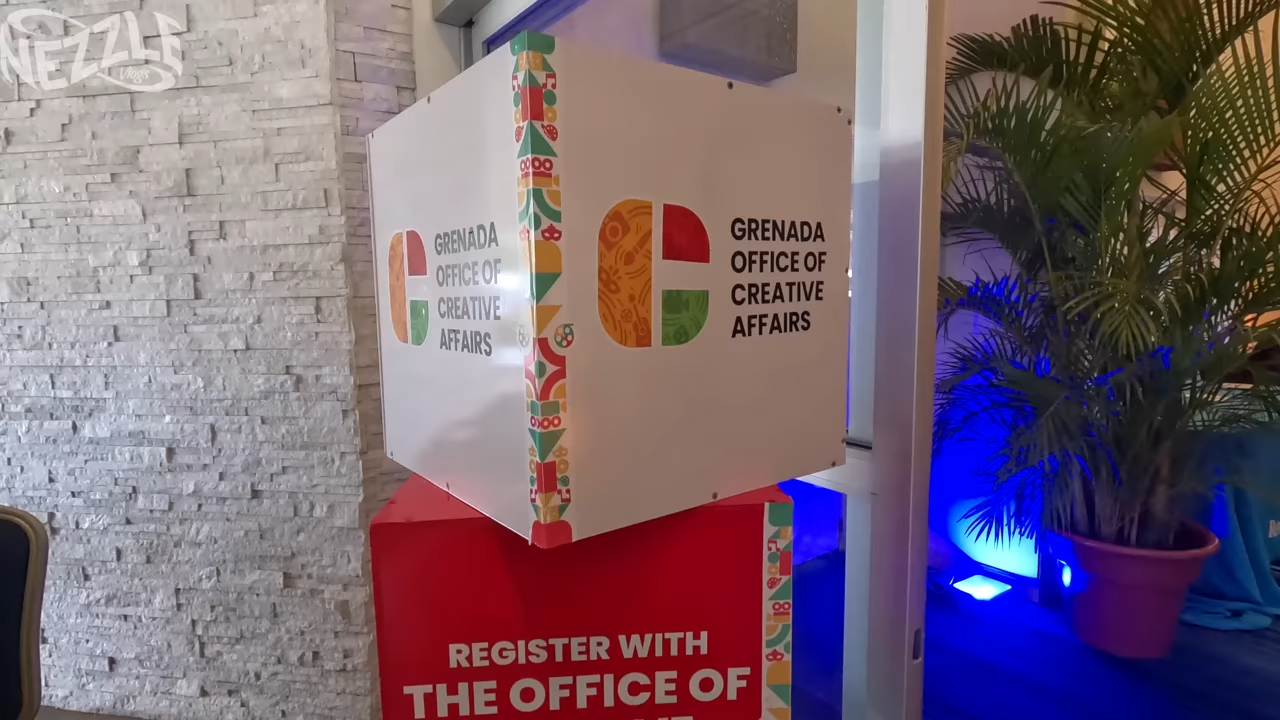 NEZZLE
Vlogs
GRENADA
OFFICE OF
CREATIVE
AFFAIRS
GRENADA
OFFICE OF
CREATIVE
AFFAIRS
REGISTER WITH
THE OFFICE OF